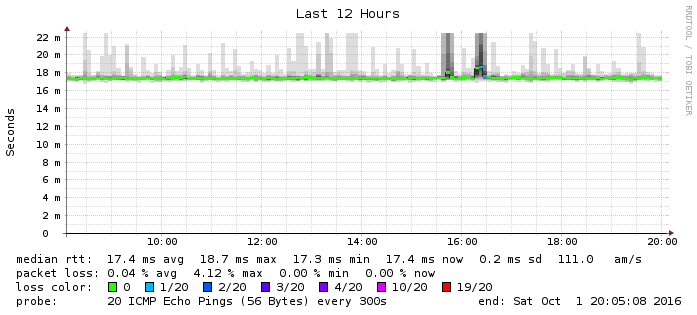 Last 12 Hours
RRDTOOL / TOBI OETIKER
Seconds
22 m
20 m
18 m
16 m
14 m
12 m
10 m
8 m
6 m
4 m
2 m
0
10:00 12:00 14:00 16:00 18:00 20:00
median rtt: 17.4 ms avg 18.7 ms max 17.3 ms min 17.4 ms now 0.2 ms sd 111.0 am/s
packet loss: 0.04 % avg 4.12 % max 0.00 % min 0.00 % now
loss color: 0 1/20 2/20 3/20 4/20 10/20 19/20
probe: 20 ICMP Echo Pings (56 Bytes) every 300s end: Sat Oct 1 20:05:08 2016